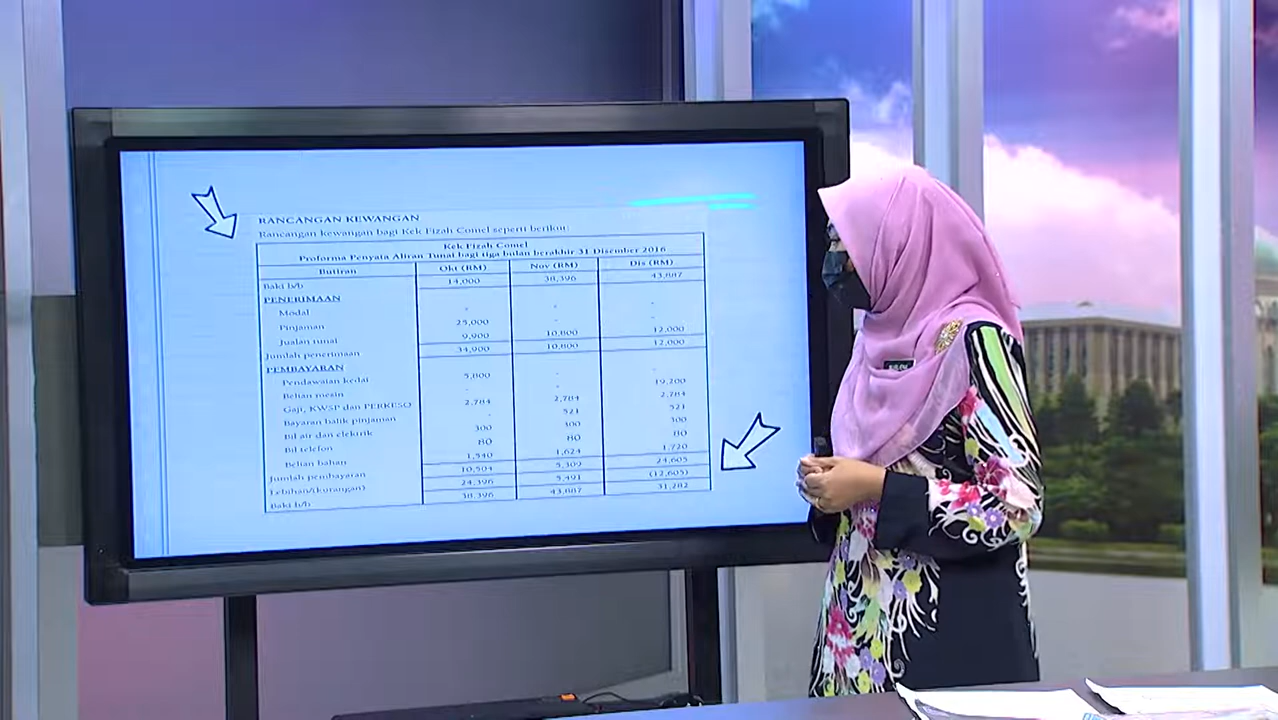 RANCANGAN KEWANGAN
Rancangan kewangan bagi Kek Fizah Comel seperti berikut:
Kek Fizah Comel
Proforma Penyata Aliran Tunai bagi tiga bulan berakhir 31 Disember 2016
Butiran Okt (RM) Nov (RM) Dis (RM)
Baki b/b 14,000 38,396 43,887
PENERIMAAN
Modal - - -
Pinjaman 25,000 - -
Jualan tunai 9,900 10,800 12,000
Jumlah penerimaan 34,900 10,800 12,000
PEMBAYARAN
Pendawaian kedai 5,800 - -
Belian mesin - - 19,200
Gaji, KWSP dan PERKESO 2,784 2,784 2,784
Bayaran balik pinjaman - 521 521
Bil air dan elektrik 300 300 300
Bil telefon 80 80 80
Belian bahan 1,540 1,624 1,720
Jumlah pembayaran 10,504 5,309 24,605
Lebihan/(kurangan) 24,396 5,491 (12,605)
Baki h/b 38,396 43,887 31,282